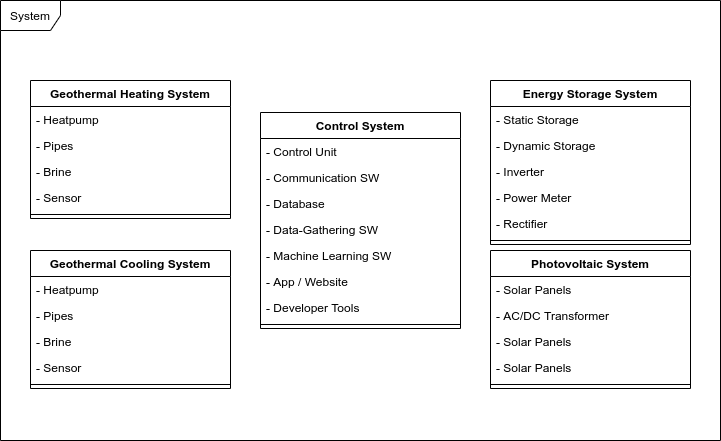 System
Geothermal Heating System
- Heatpump
- Pipes
- Brine
- Sensor
Geothermal Cooling System
- Heatpump
- Pipes
- Brine
- Sensor
Control System
- Control Unit
- Communication SW
- Database
- Data-Gathering SW
- Machine Learning SW
- App / Website
- Developer Tools
Energy Storage System
- Static Storage
- Dynamic Storage
- Inverter
- Power Meter
- Rectifier
Photovoltaic System
- Solar Panels
- AC/DC Transformer
- Solar Panels
- Solar Panels